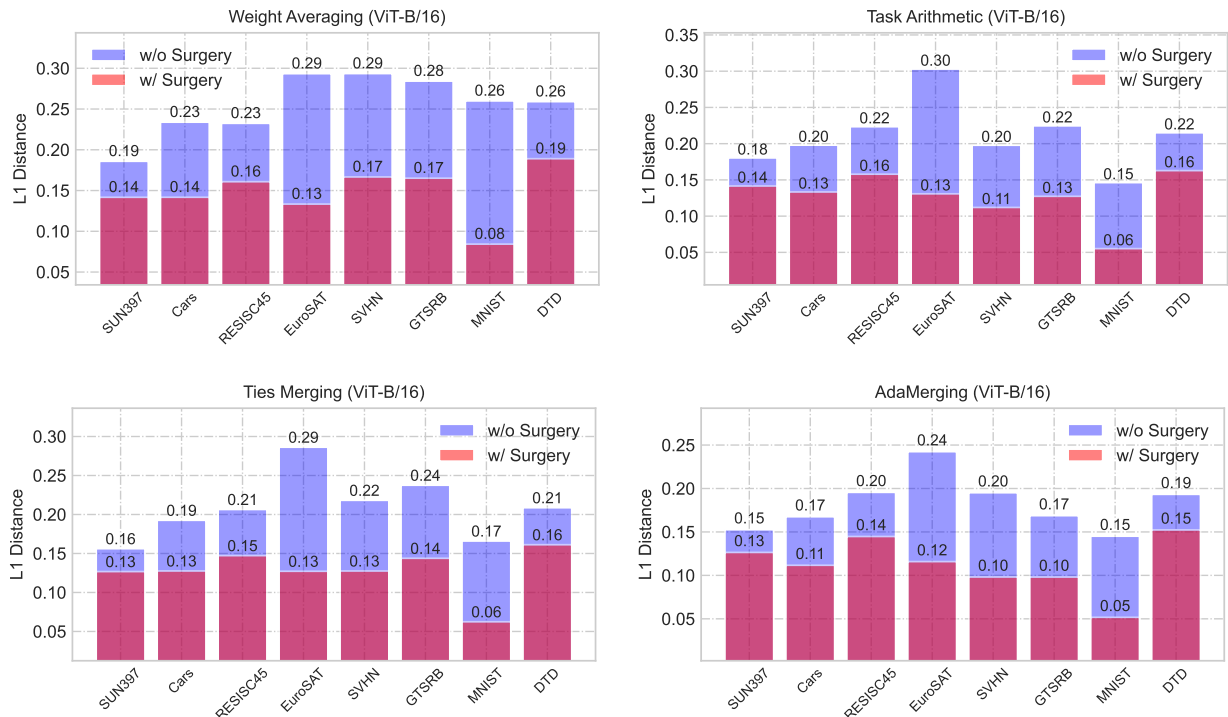 Weight Averaging (ViT-B/16)
w/o Surgery
w/ Surgery
L1 Distance
0.30
0.25
0.20
0.15
0.10
0.05
0.19
0.23
0.23
0.29
0.29
0.28
0.26
0.26
0.14
0.14
0.16
0.13
0.17
0.17
0.08
0.19
SUN397
Cars
RESISC45
EuroSAT
SVHN
GTSRB
MNIST
DTD
Task Arithmetic (ViT-B/16)
w/o Surgery
w/ Surgery
L1 Distance
0.35
0.30
0.25
0.20
0.15
0.10
0.05
0.18
0.20
0.22
0.30
0.20
0.22
0.15
0.22
0.14
0.13
0.16
0.13
0.11
0.13
0.06
0.16
SUN397
Cars
RESISC45
EuroSAT
SVHN
GTSRB
MNIST
DTD
Ties Merging (ViT-B/16)
w/o Surgery
w/ Surgery
L1 Distance
0.30
0.25
0.20
0.15
0.10
0.05
0.16
0.19
0.21
0.29
0.22
0.24
0.17
0.21
0.13
0.13
0.15
0.13
0.13
0.14
0.06
0.16
SUN397
Cars
RESISC45
EuroSAT
SVHN
GTSRB
MNIST
DTD
AdaMerging (ViT-B/16)
w/o Surgery
w/ Surgery
L1 Distance
0.25
0.20
0.15
0.10
0.05
0.15
0.17
0.20
0.24
0.20
0.17
0.15
0.19
0.13
0.11
0.14
0.12
0.10
0.10
0.05
0.15
SUN397
Cars
RESISC45
EuroSAT
SVHN
GTSRB
MNIST
DTD